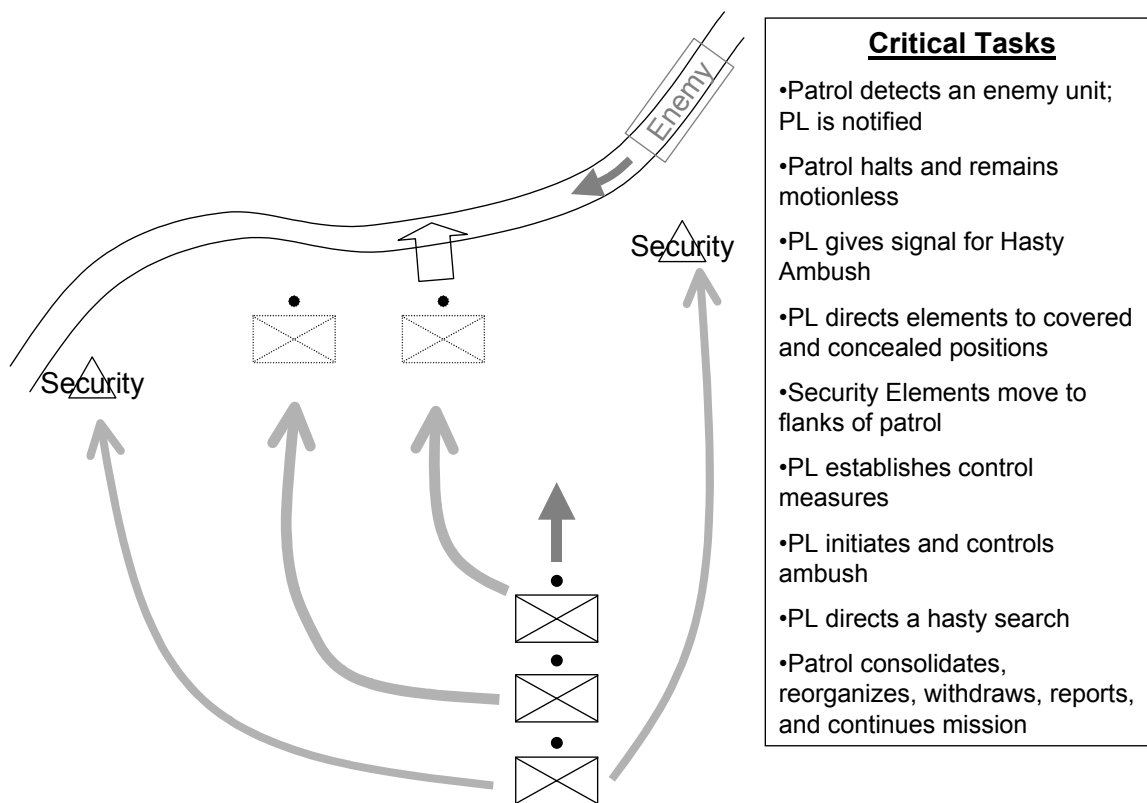 Enemy
Security
Security
Critical Tasks
•Patrol detects an enemy unit;
PL is notified
•Patrol halts and remains
motionless
•PL gives signal for Hasty
Ambush
•PL directs elements to covered
and concealed positions
•Security Elements move to
flanks of patrol
•PL establishes control
measures
•PL initiates and controls
ambush
•PL directs a hasty search
•Patrol consolidates,
reorganizes, withdraws, reports,
and continues mission